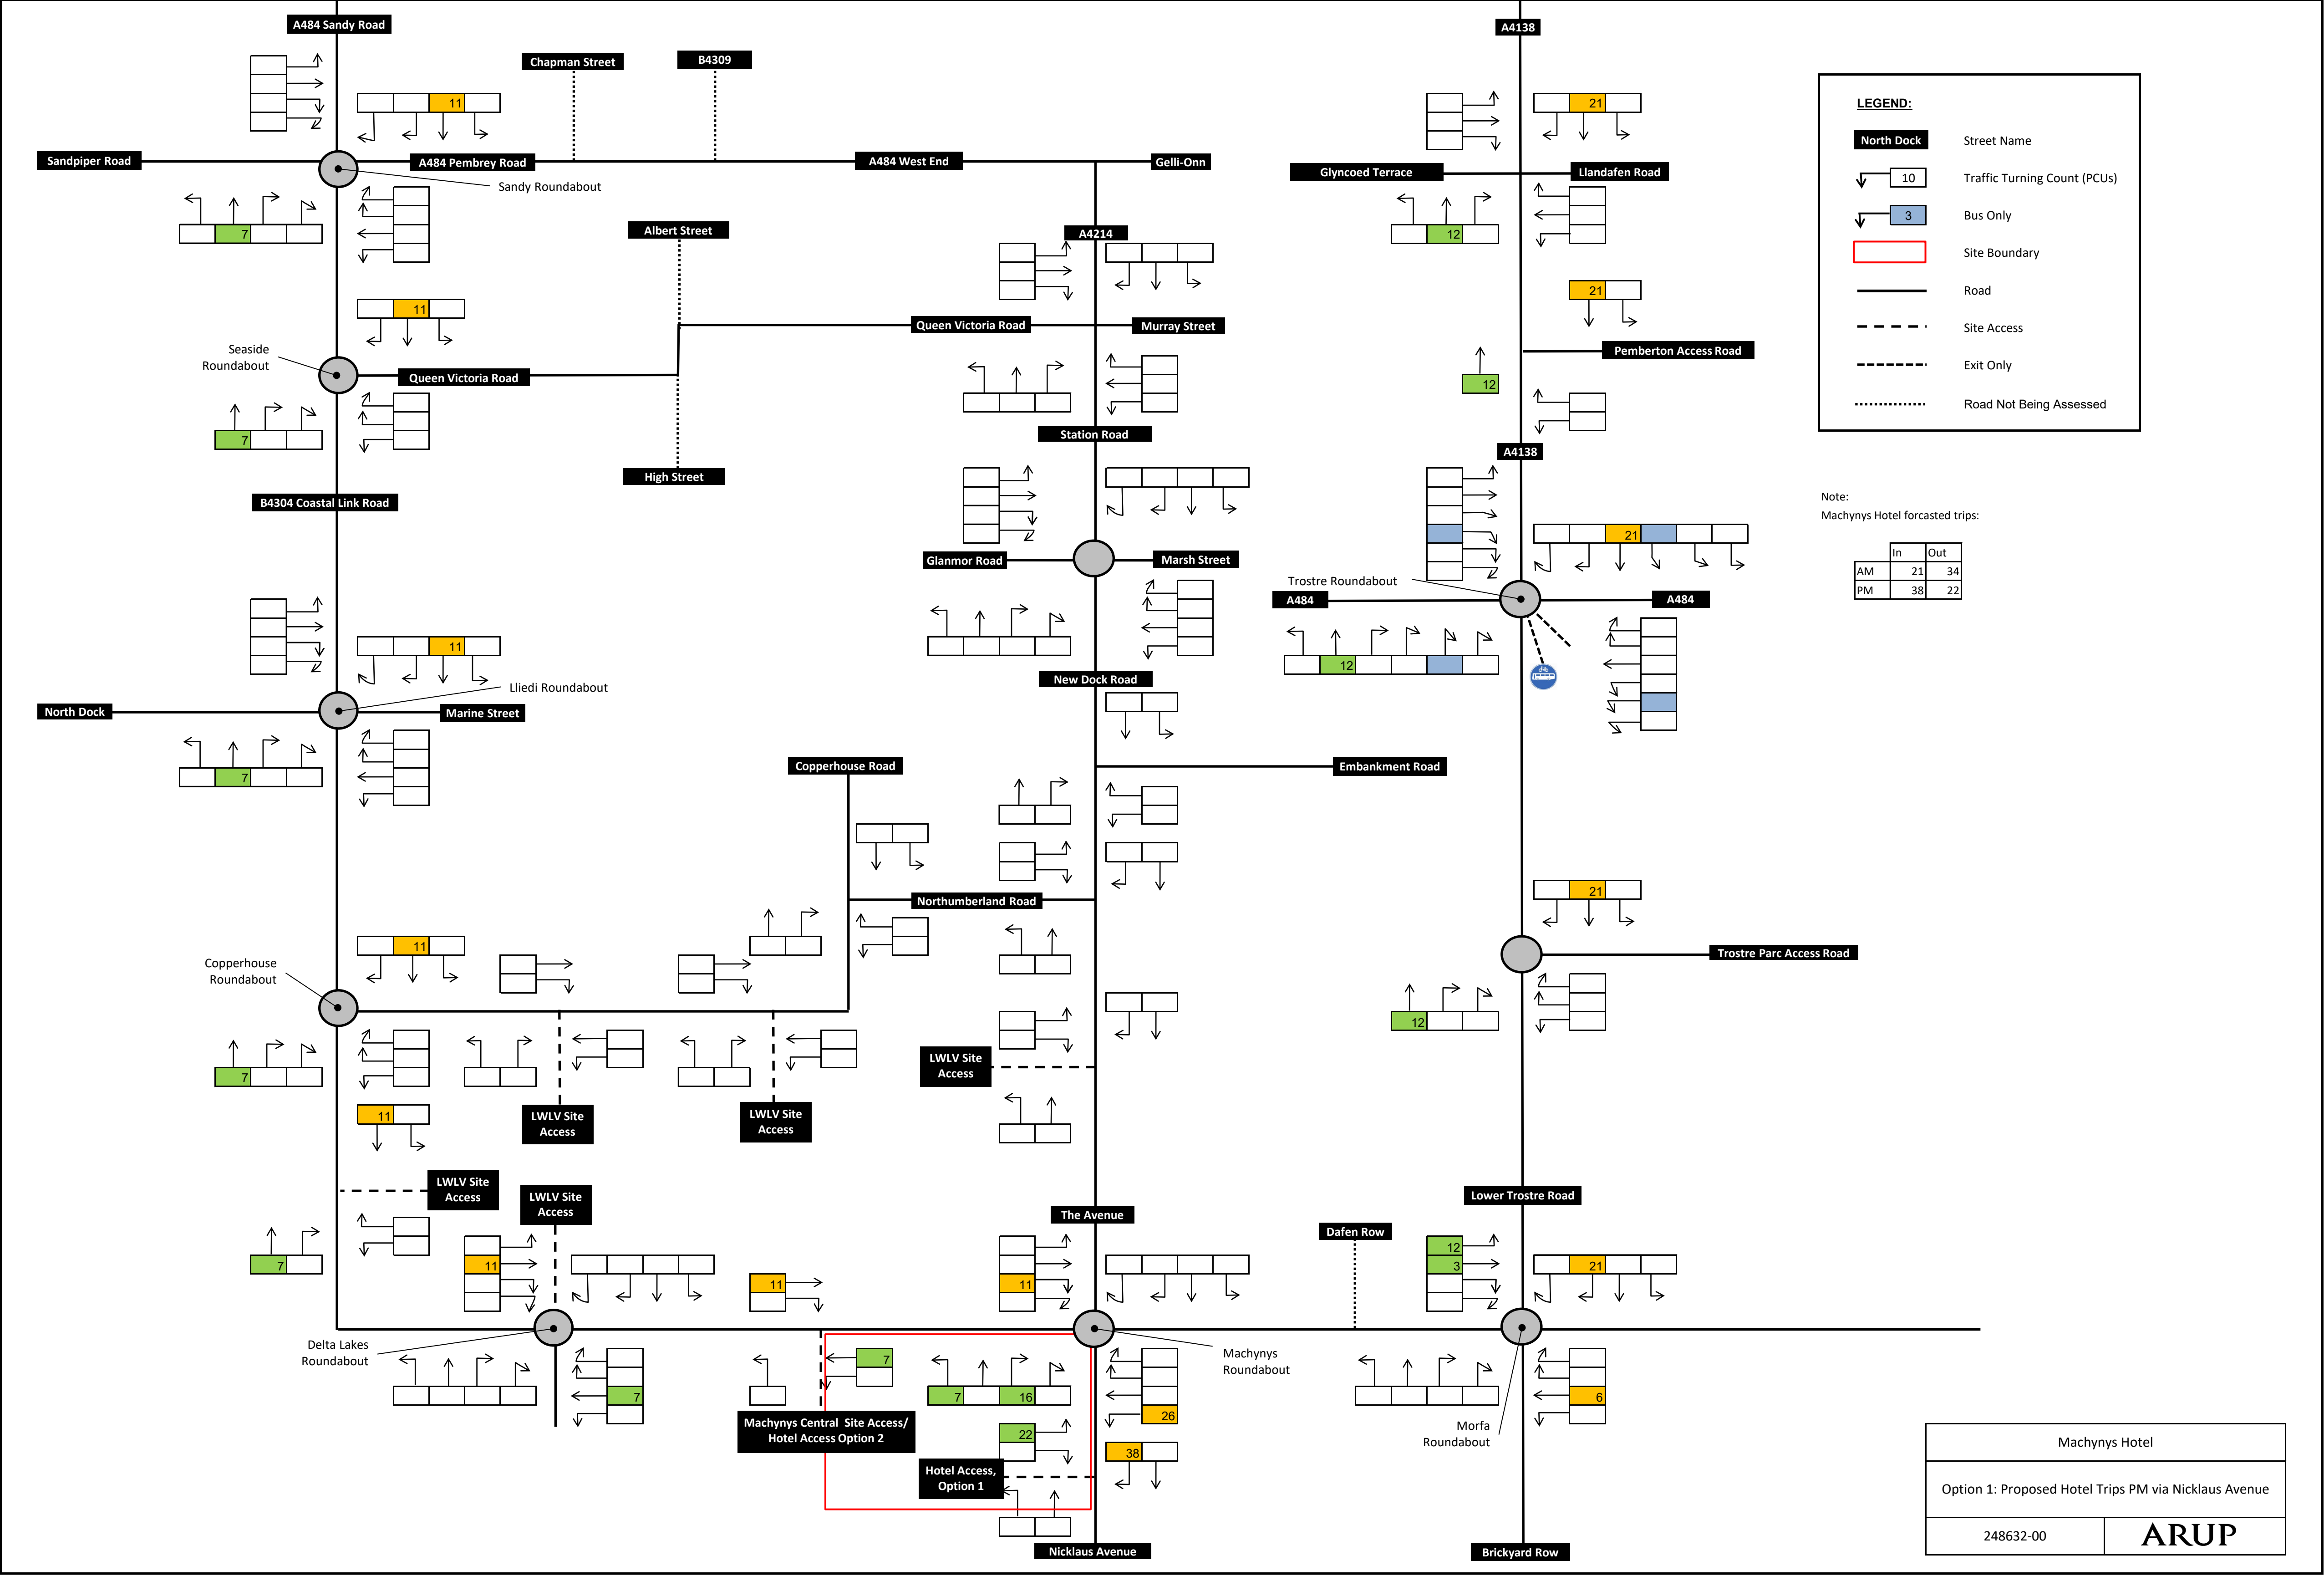 A484 Sandy Road
A4138
Chapman Street
B4309
11
21
LEGEND:
North Dock
Street Name
Sandpiper Road
A484 Pembrey Road
A484 West End
Gelli-Onn
Glyncoed Terrace
Llandafen Road
10
Traffic Turning Count (PCUs)
Sandy Roundabout
3
Bus Only
7
Albert Street
A4214
12
Site Boundary
21
Road
11
Queen Victoria Road
Murray Street
Site Access
Seaside
Roundabout
Pemberton Access Road
Exit Only
Queen Victoria Road
12
Road Not Being Assessed
7
Station Road
A4138
High Street
B4304 Coastal Link Road
Note:
Machynys Hotel forcasted trips:
21
In Out
AM 21 34
PM 38 22
Glanmor Road
Marsh Street
Trostre Roundabout
A484
A484
11
12
Lliedi Roundabout
New Dock Road
North Dock
Marine Street
7
Copperhouse Road
Embankment Road
21
Northumberland Road
11
Copperhouse
Roundabout
Trostre Parc Access Road
12
7
LWLV Site
Access
11
LWLV Site
Access
LWLV Site
Access
LWLV Site
Access
LWLV Site
Access
Lower Trostre Road
The Avenue
Dafen Row
7
11
11
11
12
3
21
Delta Lakes
Roundabout
Machynys
Roundabout
7
7
7
16
26
6
Machynys Central Site Access/
Hotel Access Option 2
22
38
Morfa
Roundabout
Hotel Access,
Option 1
Nicklaus Avenue
Brickyard Row
Machynys Hotel
Option 1: Proposed Hotel Trips PM via Nicklaus Avenue
248632-00
ARUP